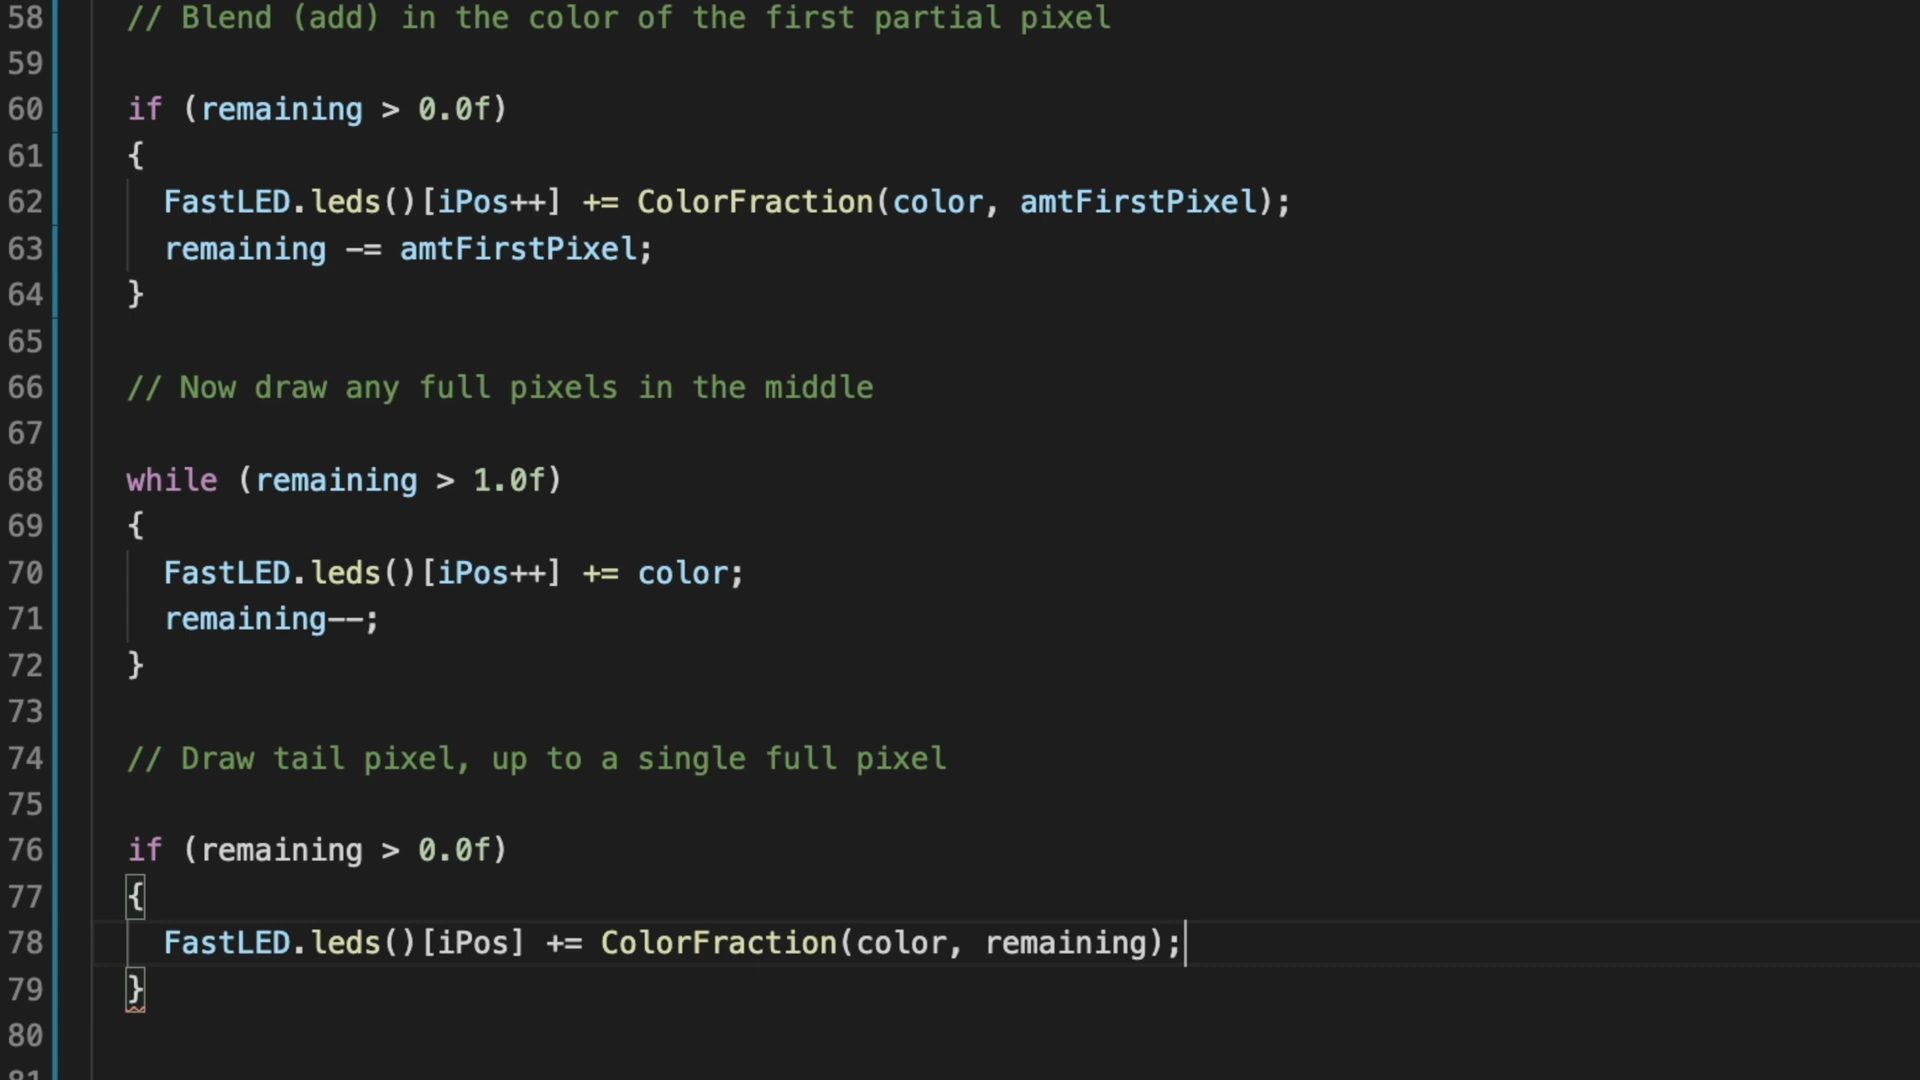 58 // Blend (add) in the color of the first partial pixel
59
60 if (remaining > 0.0f)
61 {
62 FastLED.leds()[iPos++] += ColorFraction(color, amtFirstPixel);
63 remaining -= amtFirstPixel;
64 }
65
66 // Now draw any full pixels in the middle
67
68 while (remaining > 1.0f)
69 {
70 FastLED.leds()[iPos++] += color;
71 remaining--;
72 }
73
74 // Draw tail pixel, up to a single full pixel
75
76 if (remaining > 0.0f)
77 {
78 FastLED.leds()[iPos] += ColorFraction(color, remaining);
79 }
80
81